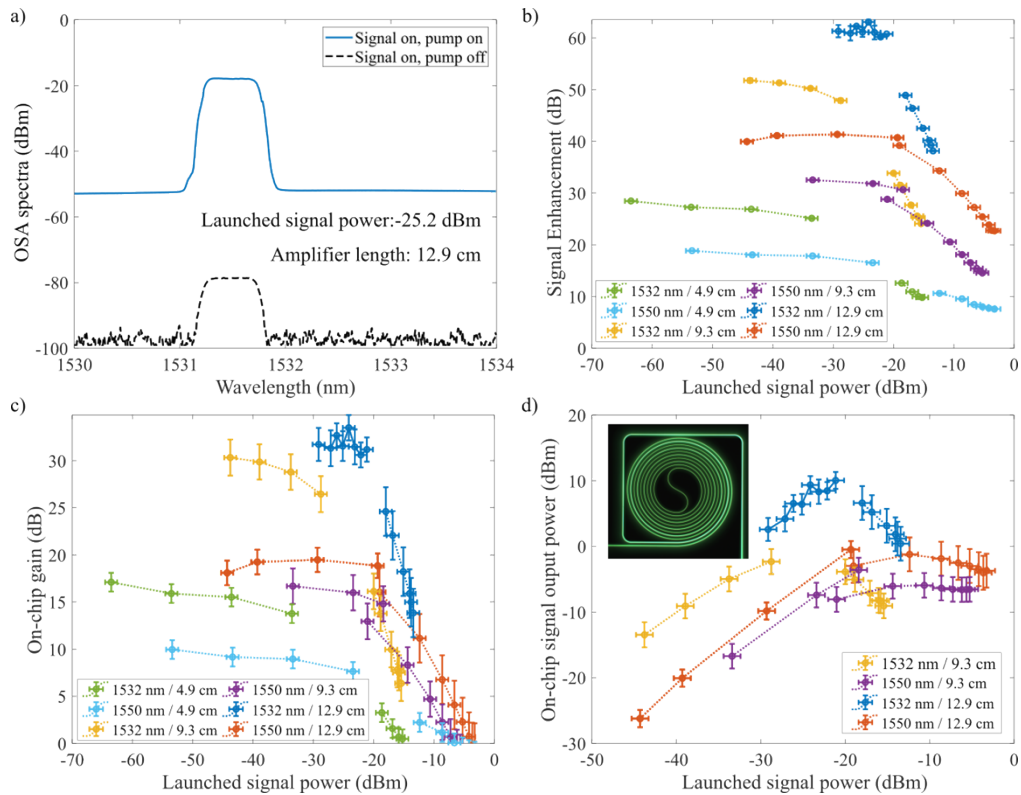 a)
0
-20
-40
-60
-80
-100
OSA spectra (dBm)
Signal on, pump on
Signal on, pump off
Launched signal power:-25.2 dBm
Amplifier length: 12.9 cm
1530 1531 1532 1533 1534
Wavelength (nm)
b)
60
50
40
30
20
10
0
Signal Enhancement (dB)
1532 nm / 4.9 cm 1550 nm / 9.3 cm
1550 nm / 4.9 cm 1532 nm / 12.9 cm
1532 nm / 9.3 cm 1550 nm / 12.9 cm
-70 -60 -50 -40 -30 -20 -10 0
Launched signal power (dBm)
c)
30
25
20
15
10
5
0
On-chip gain (dB)
1532 nm / 4.9 cm 1550 nm / 9.3 cm
1550 nm / 4.9 cm 1532 nm / 12.9 cm
1532 nm / 9.3 cm 1550 nm / 12.9 cm
-70 -60 -50 -40 -30 -20 -10 0
Launched signal power (dBm)
d)
20
10
0
-10
-20
-30
On-chip signal ouput power (dBm)
1532 nm / 9.3 cm
1550 nm / 9.3 cm
1532 nm / 12.9 cm
1550 nm / 12.9 cm
-50 -40 -30 -20 -10 0
Launched signal power (dBm)